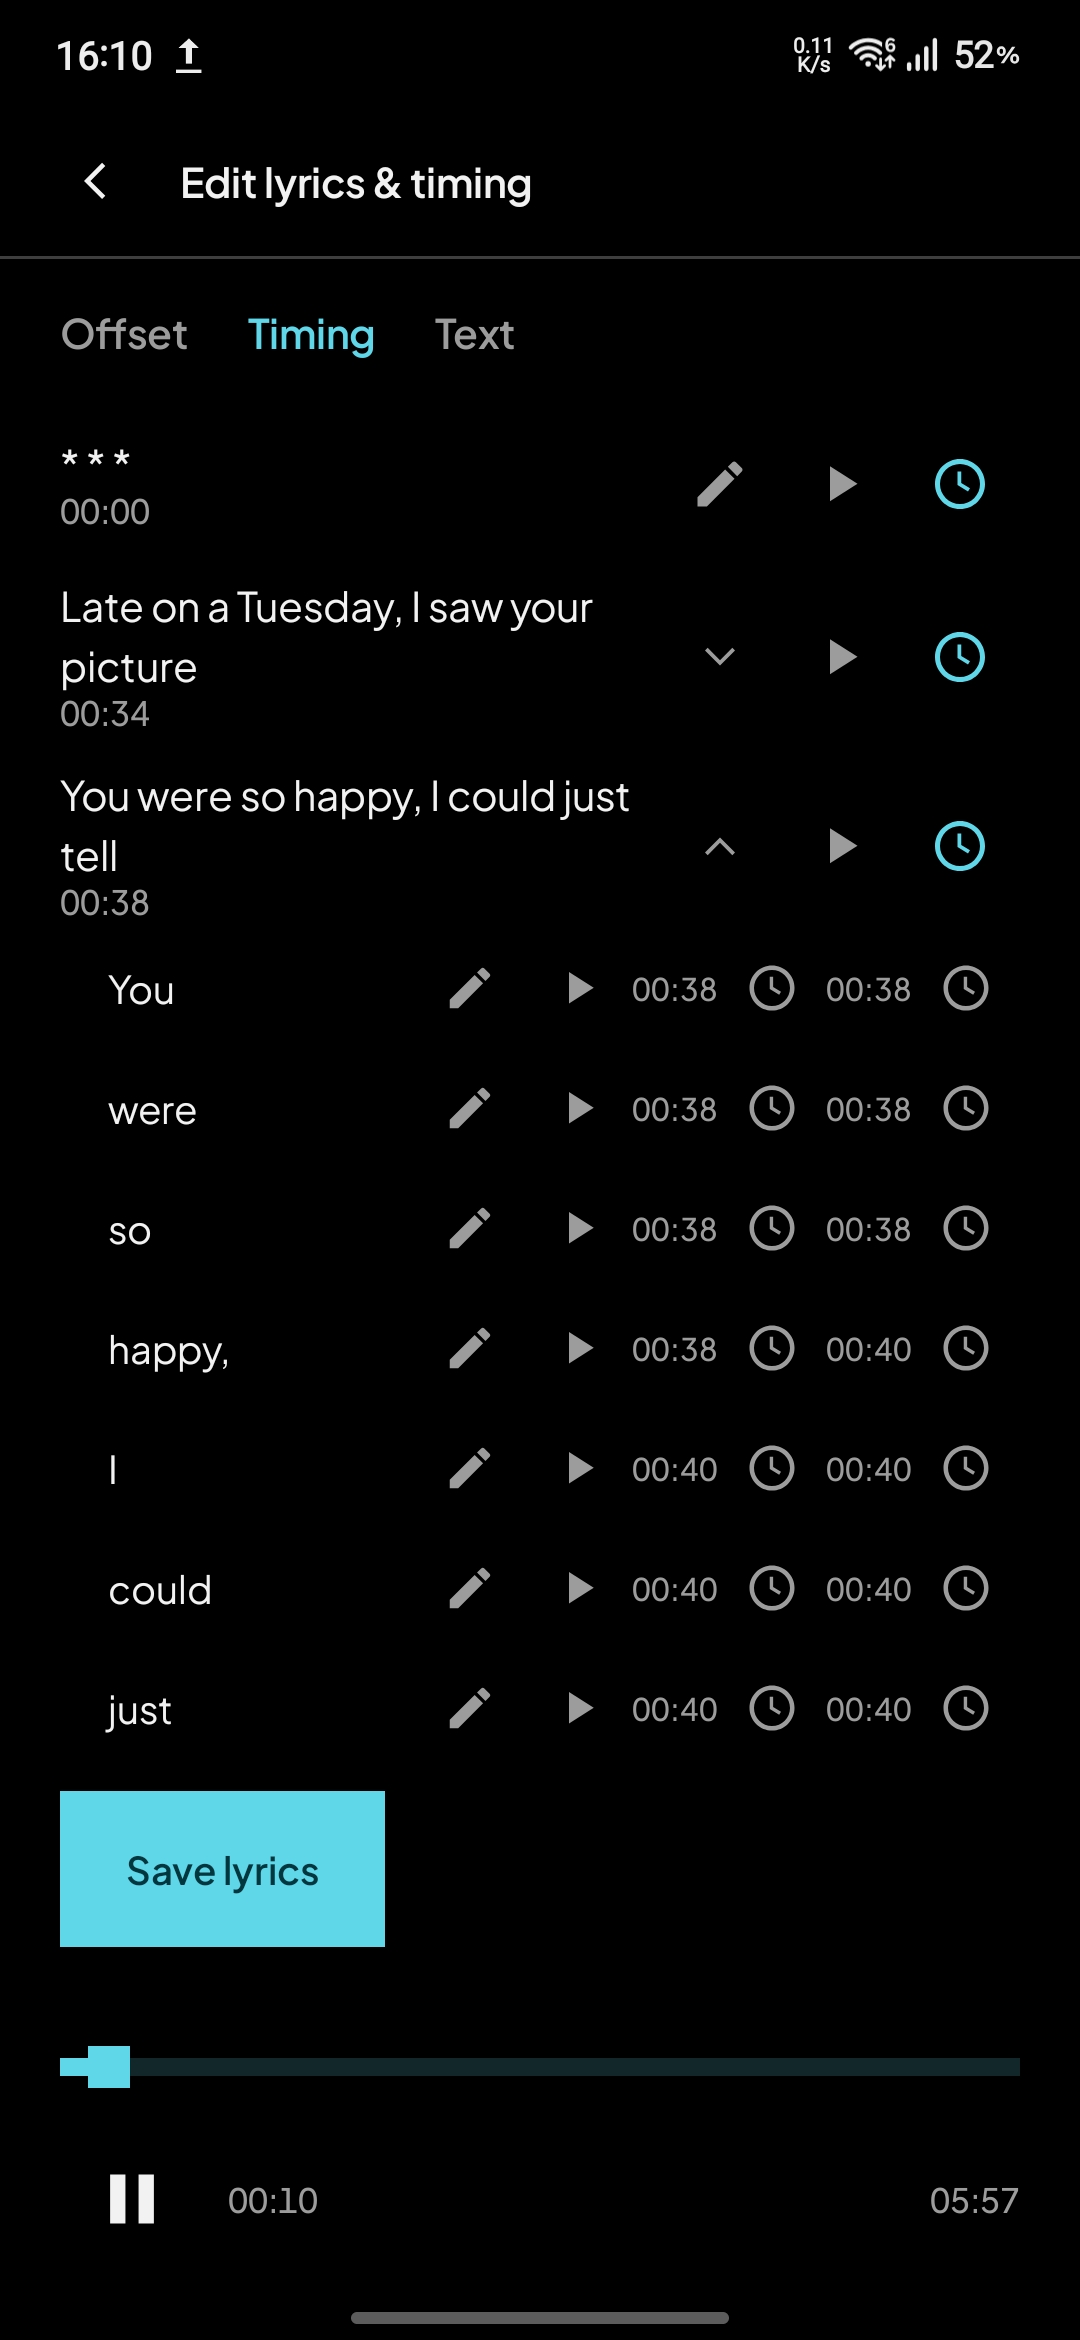 16:10 0.11 K/s 6 52%
Edit lyrics & timing
Offset Timing Text
* * *
00:00
Late on a Tuesday, I saw your
picture
00:34
You were so happy, I could just
tell
00:38
You 00:38 00:38
were 00:38 00:38
so 00:38 00:38
happy, 00:38 00:40
I 00:40 00:40
could 00:40 00:40
just 00:40 00:40
Save lyrics
00:10 05:57